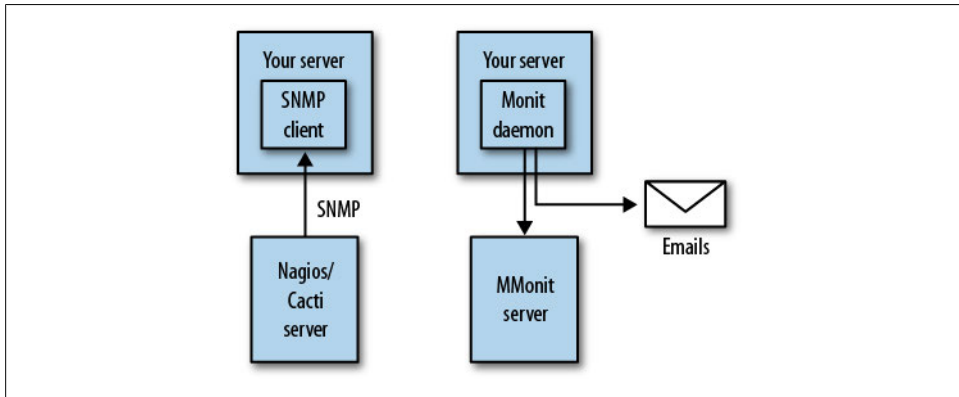 Your server
SNMP
client
SNMP
Nagios/
Cacti
server
Your server
Monit
daemon
Emails
MMonit
server